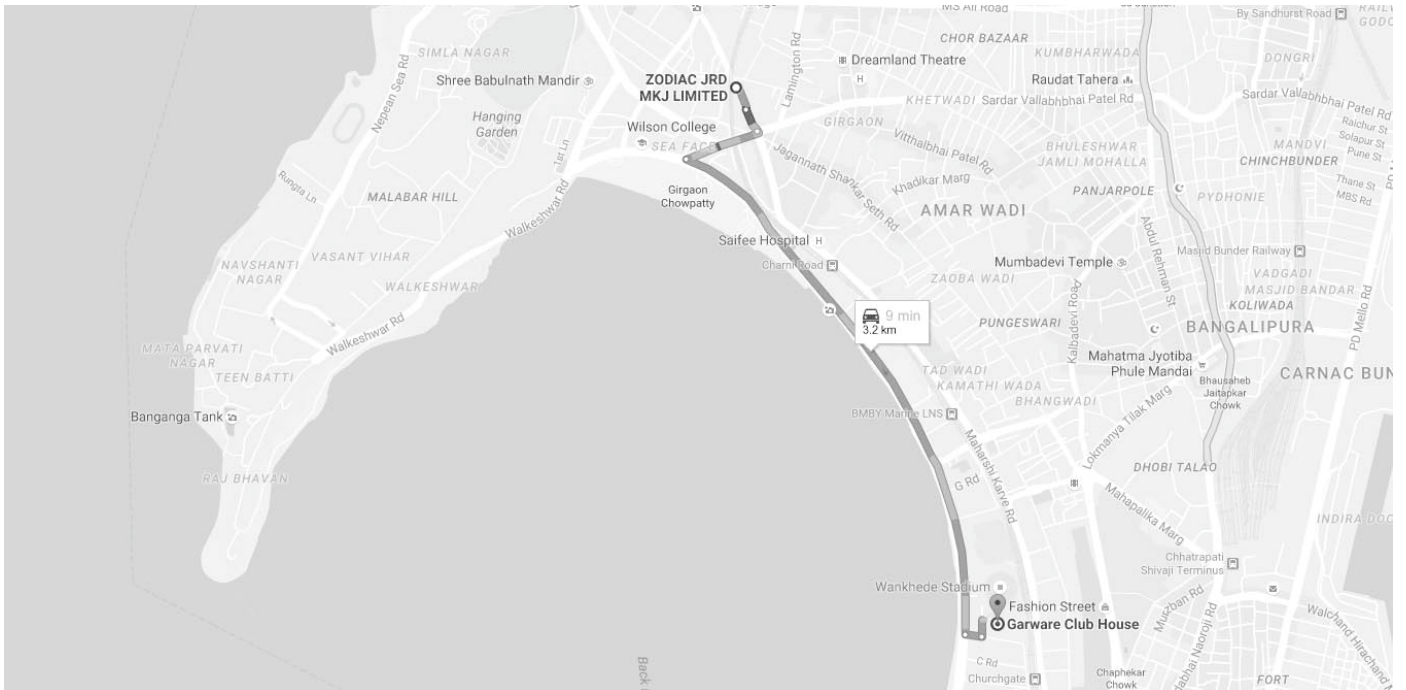 MS Ali Road
By Sandhurst Road
CHOR BAZAAR
SIMLA NAGAR
KUMBHARWADA
DONGRI
Dreamland Theatre
Shree Babulnath Mandir
ZODIAC JRD
MKJ LIMITED
Raudat Tahera
Nepean Sea Rd
Lamington Rd
KHETWADI
Sardar Vallabhbhai Patel Rd
Sardar Vallabhbhai Patel Rd
Hanging
Garden
Wilson College
SEA FACE
GIRGAON
Raichur St
Solapur St
Pune St
MANDVI
CHINCHBUNDER
Vitthalbhai Patel Rd
BHULESHWAR
JAMLI MOHALLA
1st Ln
Jagannath Shankar Seth Rd
Khadikar Marg
PANJARPOLE
Thane St
MBS Rd
Rungta Ln
MALABAR HILL
Girgaon
Chowpatty
PYDHONIE
AMAR WADI
Walkeshwar Rd
Abdul Rehman St
Saifee Hospital
Masjid Bunder Railway
VASANT VIHAR
NAVSHANTI
NAGAR
Charni Road
Mumbadevi Temple
VADGADI
MASJID BANDAR
ZAOBA WADI
WALKESHWAR
KOLIWADA
Kalbadevi Road
PD Mello Rd
9 min
3.2 km
PUNGESWARI
BANGALIPURA
Walkeshwar Rd
MATA PARVATI
NAGAR
Mahatma Jyotiba
Phule Mandai
TEEN BATTI
TAD WADI
KAMATHI WADA
BHANGWADI
Bhausaheb
Jaitapkar
Chowk
CARNAC BUN
Banganga Tank
BMBY Marine LNS
Lokmanya Tilak Marg
Maharshi Karve Rd
RAJ BHAVAN
G Rd
DHOBI TALAO
Mahapalika Marg
INDIRA DOC
Chhatrapati
Shivaji Terminus
Wankhede Stadium
Fashion Street
Garware Club House
Murzban Rd
Dadabhai Naoroji Rd
Walchand Hirachand M
C Rd
Churchgate
Chaphekar
Chowk
FORT